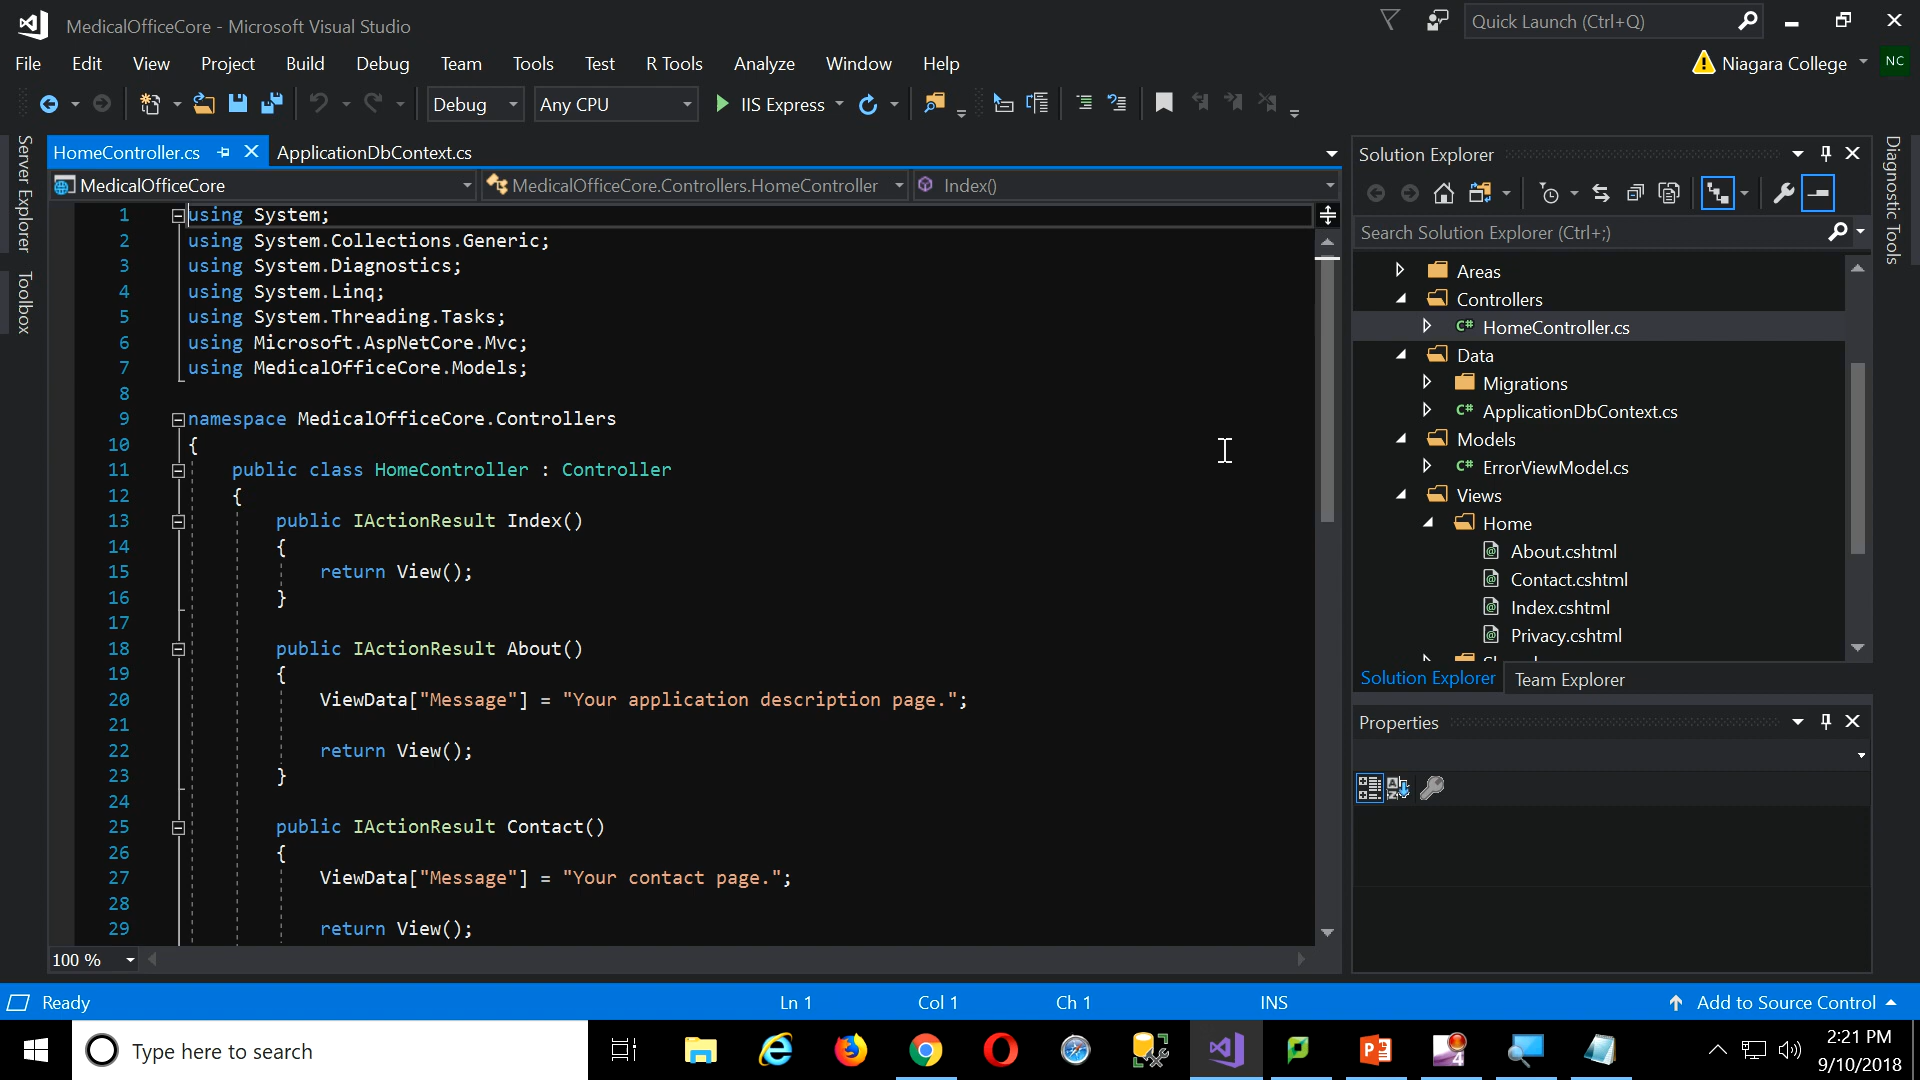 MedicalOfficeCore - Microsoft Visual Studio
Quick Launch (Ctrl+Q)
File Edit View Project Build Debug Team Tools Test R Tools Analyze Window Help
Niagara College NC
Debug Any CPU IIS Express
Server Explorer
Toolbox
HomeController.cs ApplicationDbContext.cs
MedicalOfficeCore MedicalOfficeCore.Controllers.HomeController Index()
1 using System;
2 using System.Collections.Generic;
3 using System.Diagnostics;
4 using System.Linq;
5 using System.Threading.Tasks;
6 using Microsoft.AspNetCore.Mvc;
7 using MedicalOfficeCore.Models;
8
9 namespace MedicalOfficeCore.Controllers
10 {
11 public class HomeController : Controller
12 {
13 public IActionResult Index()
14 {
15 return View();
16 }
17
18 public IActionResult About()
19 {
20 ViewData["Message"] = "Your application description page.";
21
22 return View();
23 }
24
25 public IActionResult Contact()
26 {
27 ViewData["Message"] = "Your contact page.";
28
29 return View();
100 %
Solution Explorer
Search Solution Explorer (Ctrl+;)
Areas
Controllers
C# HomeController.cs
Data
Migrations
C# ApplicationDbContext.cs
Models
C# ErrorViewModel.cs
Views
Home
About.cshtml
Contact.cshtml
Index.cshtml
Privacy.cshtml
Solution Explorer Team Explorer
Properties
Diagnostic Tools
Ready Ln 1 Col 1 Ch 1 INS Add to Source Control
Type here to search
2:21 PM
9/10/2018